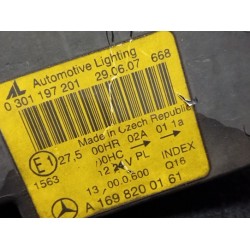 AL Automotive Lighting
0 301 197 201 29.06.07 668
Made in Czech Republic
E1 27,5 00HR 02A 01 1a
00HC PL
1563 12 24V
13 INDEX
0.600 Q16
A 169 820 01 61